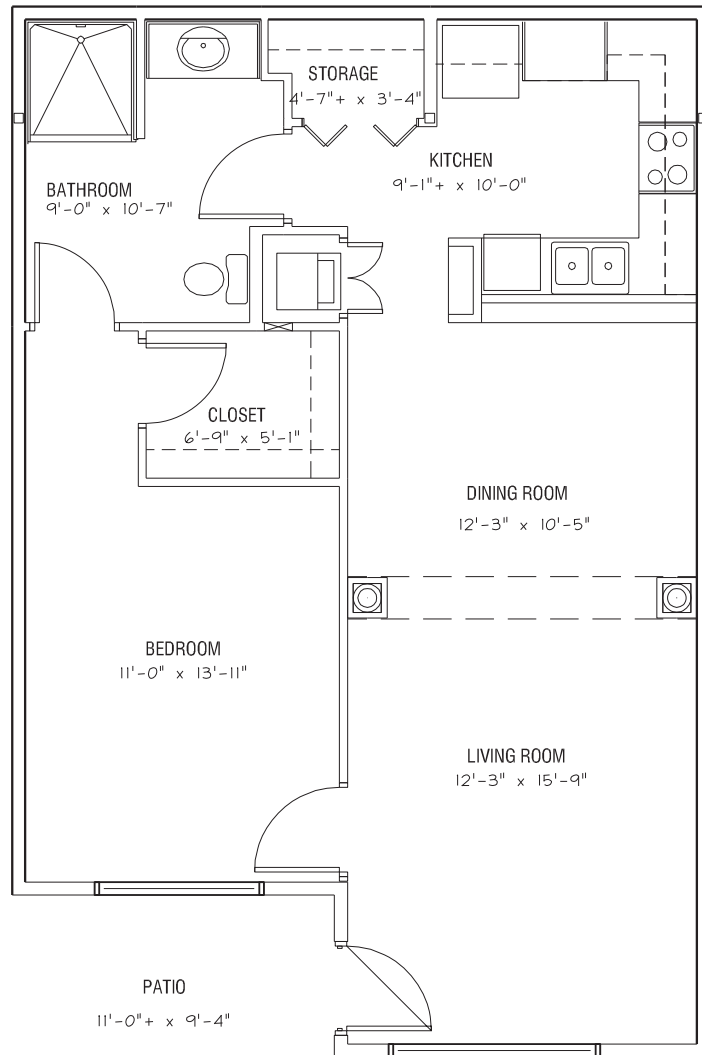 STORAGE
4'-7"+ x 3'-4"
KITCHEN
9'-1"+ x 10'-0"
BATHROOM
9'-0" x 10'-7"
CLOSET
6'-9" x 5'-1"
DINING ROOM
12'-3" x 10'-5"
BEDROOM
11'-0" x 13'-11"
LIVING ROOM
12'-3" x 15'-9"
PATIO
11'-0"+ x 9'-4"